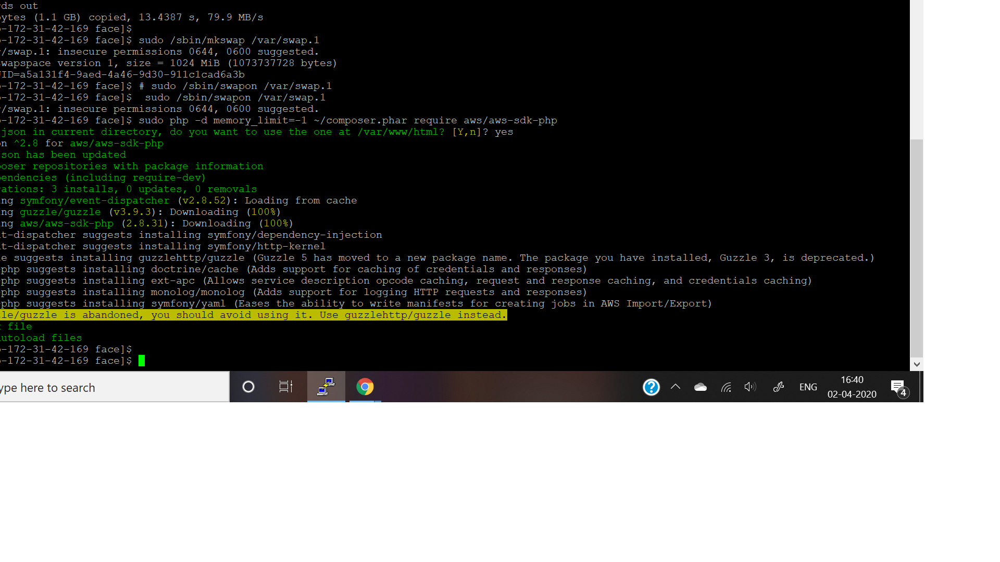 rds out
bytes (1.1 GB) copied, 13.4387 s, 79.9 MB/s
-172-31-42-169 face]$
-172-31-42-169 face]$ sudo /sbin/mkswap /var/swap.1
/swap.1: insecure permissions 0644, 0600 suggested.
swapspace version 1, size = 1024 MiB (1073737728 bytes)
UID=a5a131f4-9aed-4a46-9d30-911c1cad6a3b
-172-31-42-169 face]$ # sudo /sbin/swapon /var/swap.1
-172-31-42-169 face]$  sudo /sbin/swapon /var/swap.1
/swap.1: insecure permissions 0644, 0600 suggested.
-172-31-42-169 face]$ sudo php -d memory_limit=-1 ~/composer.phar require aws/aws-sdk-php
json in current directory, do you want to use the one at /var/www/html? [Y,n]? yes
on ^2.8 for aws/aws-sdk-php
son has been updated
poser repositories with package information
pendencies (including require-dev)
rations: 3 installs, 0 updates, 0 removals
ing symfony/event-dispatcher (v2.8.52): Loading from cache
ing guzzle/guzzle (v3.9.3): Downloading (100%)
ing aws/aws-sdk-php (2.8.31): Downloading (100%)
t-dispatcher suggests installing symfony/dependency-injection
t-dispatcher suggests installing symfony/http-kernel
e suggests installing guzzlehttp/guzzle (Guzzle 5 has moved to a new package name. The package you have installed, Guzzle 3, is deprecated.)
-php suggests installing doctrine/cache (Adds support for caching of credentials and responses)
-php suggests installing ext-apc (Allows service description opcode caching, request and response caching, and credentials caching)
-php suggests installing monolog/monolog (Adds support for logging HTTP requests and responses)
-php suggests installing symfony/yaml (Eases the ability to write manifests for creating jobs in AWS Import/Export)
le/guzzle is abandoned, you should avoid using it. Use guzzlehttp/guzzle instead.
file
autoload files
-172-31-42-169 face]$
-172-31-42-169 face]$
ype here to search
ENG
16:40
02-04-2020
4